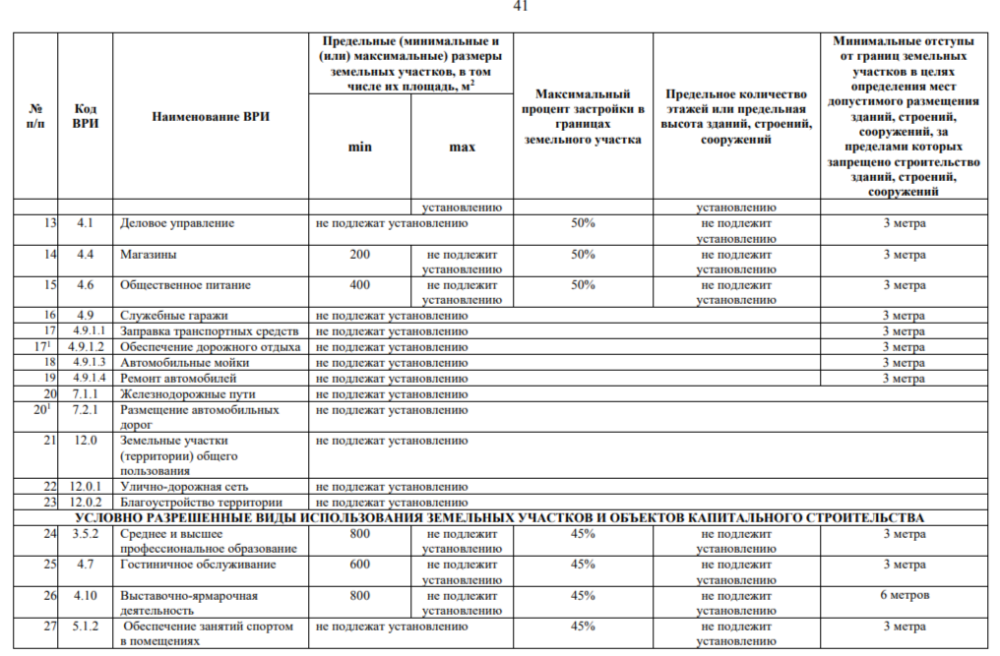 41
№ п/п
Код ВРИ
Наименование ВРИ
Предельные (минимальные и
(или) максимальные) размеры
земельных участков, в том
числе их площадь, м²
min
max
Максимальный
процент застройки в
границах
земельного участка
Предельное количество
этажей или предельная
высота зданий, строений,
сооружений
Минимальные отступы
от границ земельных
участков в целях
определения мест
допустимого размещения
зданий, строений,
сооружений, за
пределами которых
запрещено строительство
зданий, строений,
сооружений
установлению установлению
13 4.1 Деловое управление не подлежат установлению 50% не подлежит 3 метра
установлению
14 4.4 Магазины 200 не подлежит 50% не подлежит 3 метра
установлению установлению
15 4.6 Общественное питание 400 не подлежит 50% не подлежит 3 метра
установлению установлению
16 4.9 Служебные гаражи не подлежат установлению 3 метра
17 4.9.1.1 Заправка транспортных средств не подлежат установлению 3 метра
17¹ 4.9.1.2 Обеспечение дорожного отдыха не подлежат установлению 3 метра
18 4.9.1.3 Автомобильные мойки не подлежат установлению 3 метра
19 4.9.1.4 Ремонт автомобилей не подлежат установлению 3 метра
20 7.1.1 Железнодорожные пути не подлежат установлению
20¹ 7.2.1 Размещение автомобильных не подлежат установлению
дорог
21 12.0 Земельные участки не подлежат установлению
(территории) общего
пользования
22 12.0.1 Улично-дорожная сеть не подлежат установлению
23 12.0.2 Благоустройство территории не подлежат установлению
УСЛОВНО РАЗРЕШЕННЫЕ ВИДЫ ИСПОЛЬЗОВАНИЯ ЗЕМЕЛЬНЫХ УЧАСТКОВ И ОБЪЕКТОВ КАПИТАЛЬНОГО СТРОИТЕЛЬСТВА
24 3.5.2 Среднее и высшее 800 не подлежит 45% не подлежит 3 метра
профессиональное образование установлению установлению
25 4.7 Гостиничное обслуживание 600 не подлежит 45% не подлежит 3 метра
установлению установлению
26 4.10 Выставочно-ярмарочная 800 не подлежит 45% не подлежит 6 метров
деятельность установлению установлению
27 5.1.2 Обеспечение занятий спортом не подлежат установлению 45% не подлежит 3 метра
в помещениях установлению